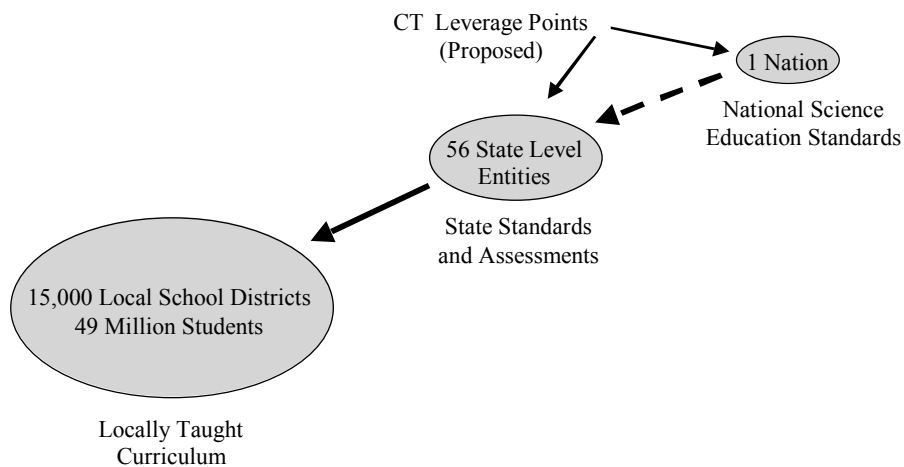 CT Leverage Points
(Proposed)
1 Nation
National Science
Education Standards
56 State Level
Entities
State Standards
and Assessments
15,000 Local School Districts
49 Million Students
Locally Taught
Curriculum